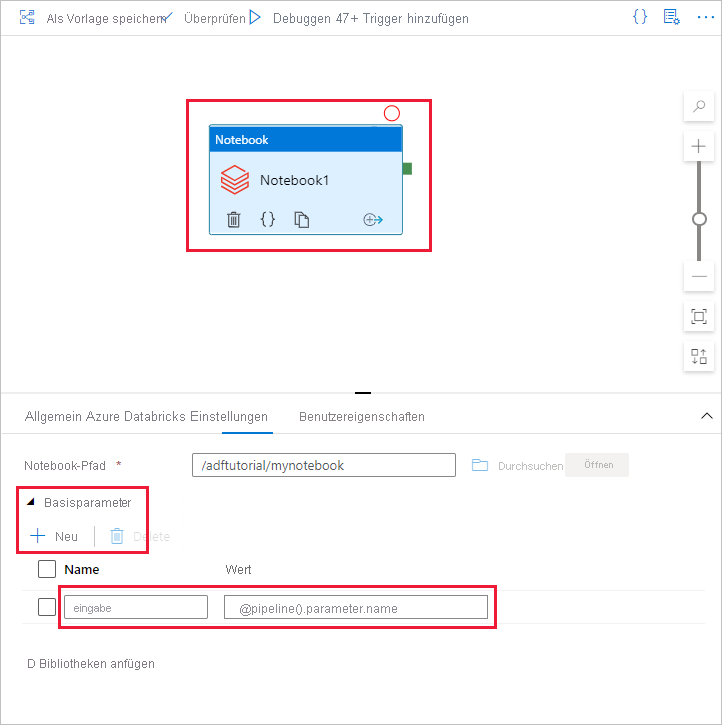 Als Vorlage speichern Überprüfen Debuggen 47+ Trigger hinzufügen
Notebook
Notebook1
Allgemein Azure Databricks Einstellungen Benutzereigenschaften
Notebook-Pfad * /adftutorial/mynotebook Durchsuchen Öffnen
Basisparameter
Neu Delete
Name Wert
eingabe @pipeline().parameter.name
D Bibliotheken anfügen